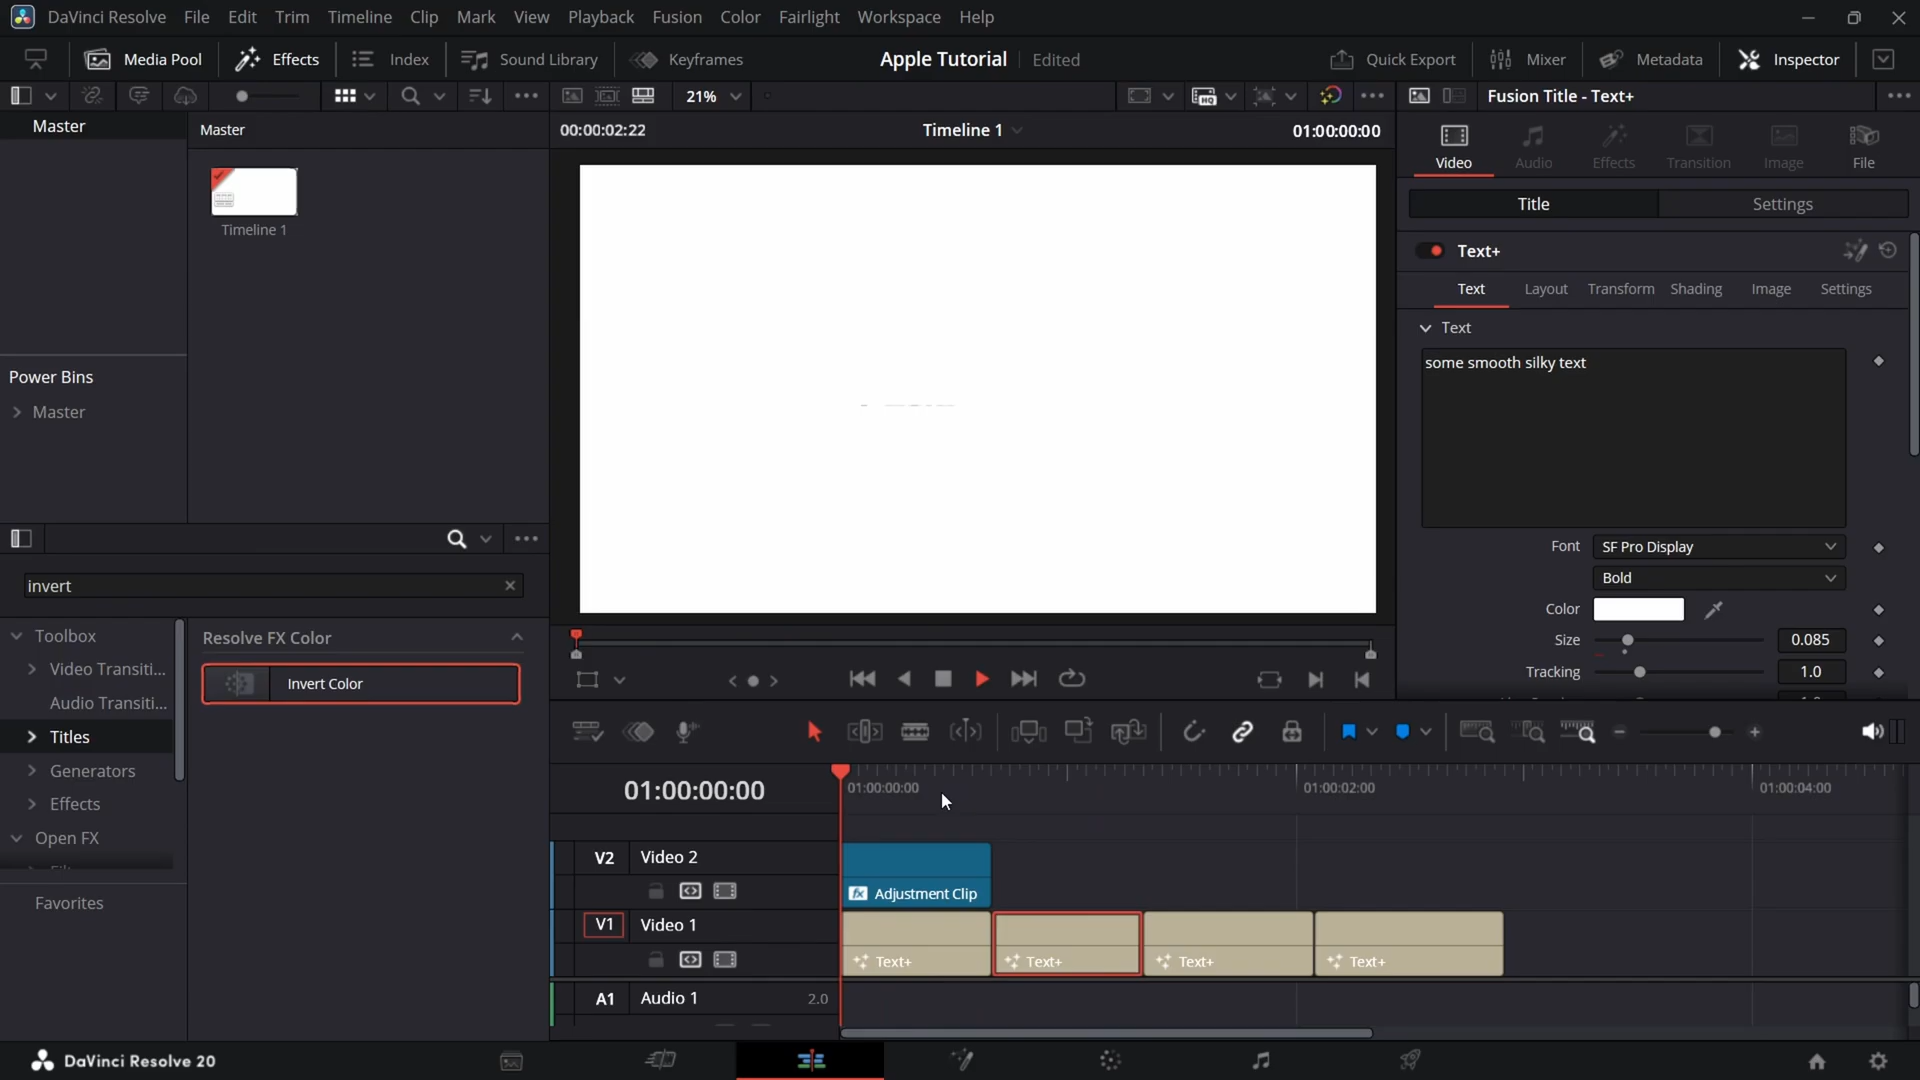 DaVinci Resolve File Edit Trim Timeline Clip Mark View Playback Fusion Color Fairlight Workspace Help
Media Pool Effects Index Sound Library Keyframes Apple Tutorial Edited Quick Export Mixer Metadata Inspector
21% HQ Fusion Title - Text+
Master Master 00:00:02:22 Timeline 1 01:00:00:00
Video Audio Effects Transition Image File
Timeline 1
Title Settings
Text+
Text Layout Transform Shading Image Settings
Text
some smooth silky text
Power Bins
Master
Font SF Pro Display
Bold
invert
Color
Size 0.085
Tracking 1.0
Toolbox
Video Transiti...
Audio Transiti...
Titles
Generators
Effects
Open FX
Favorites
Resolve FX Color
Invert Color
01:00:00:00 01:00:00:00 01:00:02:00 01:00:04:00
V2 Video 2
fx Adjustment Clip
V1 Video 1
Text+ Text+ Text+ Text+
A1 Audio 1 2.0
DaVinci Resolve 20